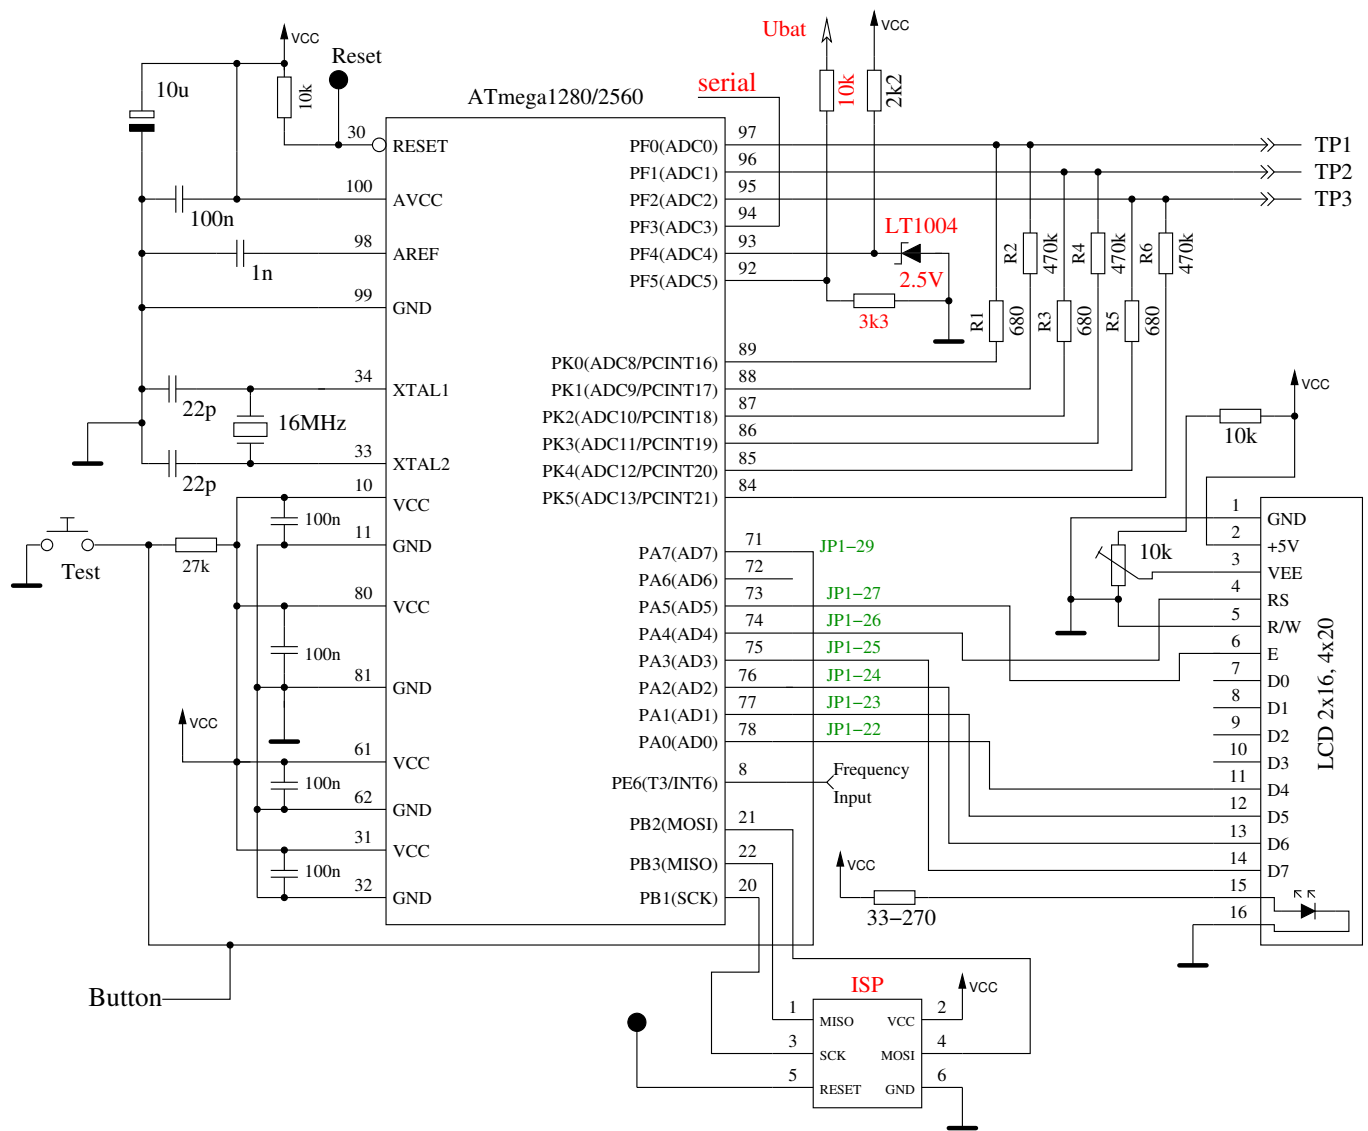 Ubat
VCC
VCC
Reset
10u
10k
serial
10k
2k2
ATmega1280/2560
30
RESET
PF0(ADC0)
97
TP1
PF1(ADC1)
96
TP2
100
AVCC
PF2(ADC2)
95
TP3
100n
PF3(ADC3)
94
LT1004
98
AREF
PF4(ADC4)
93
1n
PF5(ADC5)
92
2.5V
R2
470k
R4
470k
R6
470k
99
GND
3k3
R1
680
R3
680
R5
680
PK0(ADC8/PCINT16)
89
34
XTAL1
PK1(ADC9/PCINT17)
88
VCC
22p
16MHz
PK2(ADC10/PCINT18)
87
10k
PK3(ADC11/PCINT19)
86
33
XTAL2
PK4(ADC12/PCINT20)
85
22p
PK5(ADC13/PCINT21)
84
10
VCC
100n
11
GND
Test
27k
PA7(AD7)
71
JP1-29
PA6(AD6)
72
80
VCC
PA5(AD5)
73
JP1-27
PA4(AD4)
74
JP1-26
100n
PA3(AD3)
75
JP1-25
81
GND
PA2(AD2)
76
JP1-24
PA1(AD1)
77
JP1-23
VCC
PA0(AD0)
78
JP1-22
61
VCC
PE6(T3/INT6)
8
Frequency
Input
100n
62
GND
PB2(MOSI)
21
31
VCC
PB3(MISO)
22
100n
32
GND
PB1(SCK)
20
10k
1
GND
2
+5V
3
VEE
4
RS
5
R/W
6
E
7
D0
8
D1
9
D2
10
D3
11
D4
12
D5
13
D6
14
D7
15
16
LCD 2x16, 4x20
VCC
33-270
Button
ISP
VCC
1
MISO
VCC
2
3
SCK
MOSI
4
5
RESET
GND
6